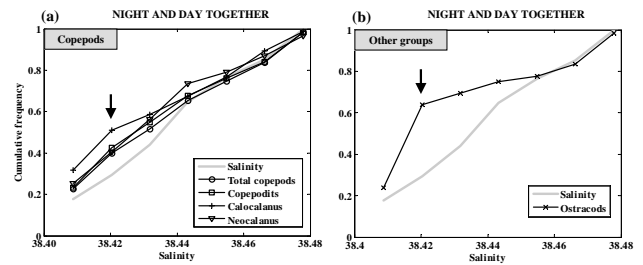 (a) NIGHT AND DAY TOGETHER
Copepods
Cumulative frequency
1
0.8
0.6
0.4
0.2
0
38.40 38.42 38.44 38.46 38.48
Salinity
Salinity
Total copepods
Copepodits
Calocalanus
Neocalanus
(b) NIGHT AND DAY TOGETHER
Other groups
1
0.8
0.6
0.4
0.2
0
38.4 38.42 38.44 38.46 38.48
Salinity
Salinity
Ostracods